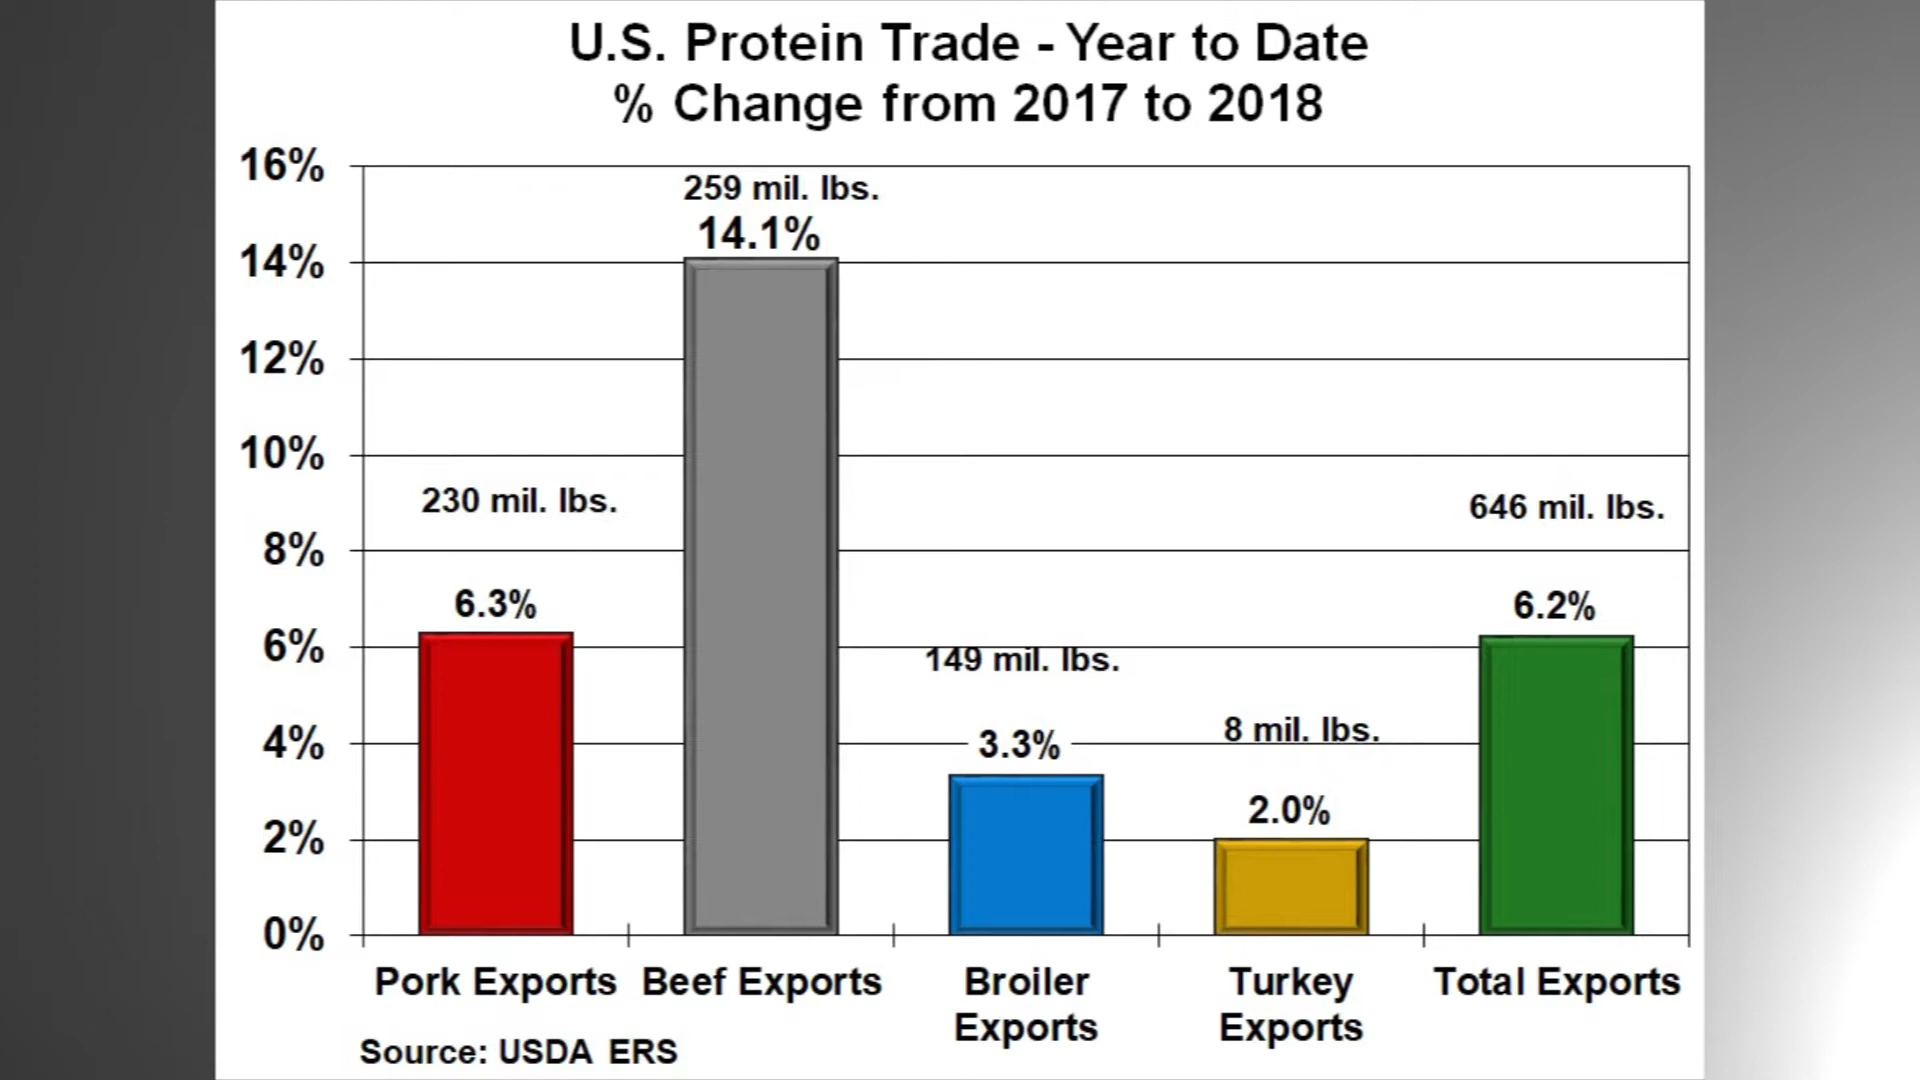 U.S. Protein Trade - Year to Date
% Change from 2017 to 2018
16%
14%
12%
10%
8%
6%
4%
2%
0%
230 mil. lbs.
6.3%
259 mil. lbs.
14.1%
149 mil. lbs.
3.3%
8 mil. lbs.
2.0%
646 mil. lbs.
6.2%
Pork Exports
Beef Exports
Broiler
Exports
Turkey
Exports
Total Exports
Source: USDA ERS